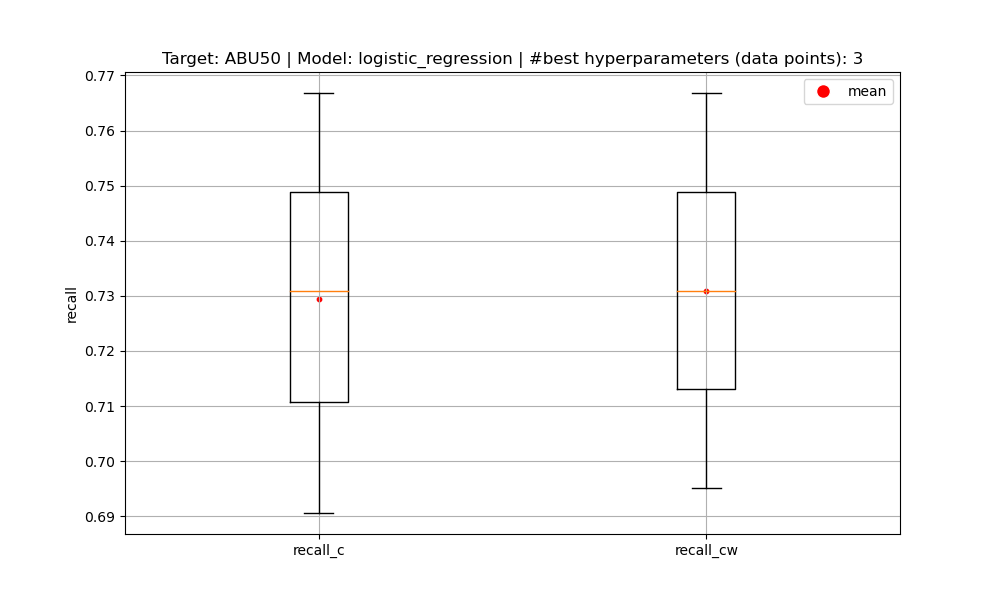 Target: ABU50 | Model: logistic_regression | #best hyperparameters (data points): 3
mean
recall
0.77
0.76
0.75
0.74
0.73
0.72
0.71
0.70
0.69
recall_c
recall_cw